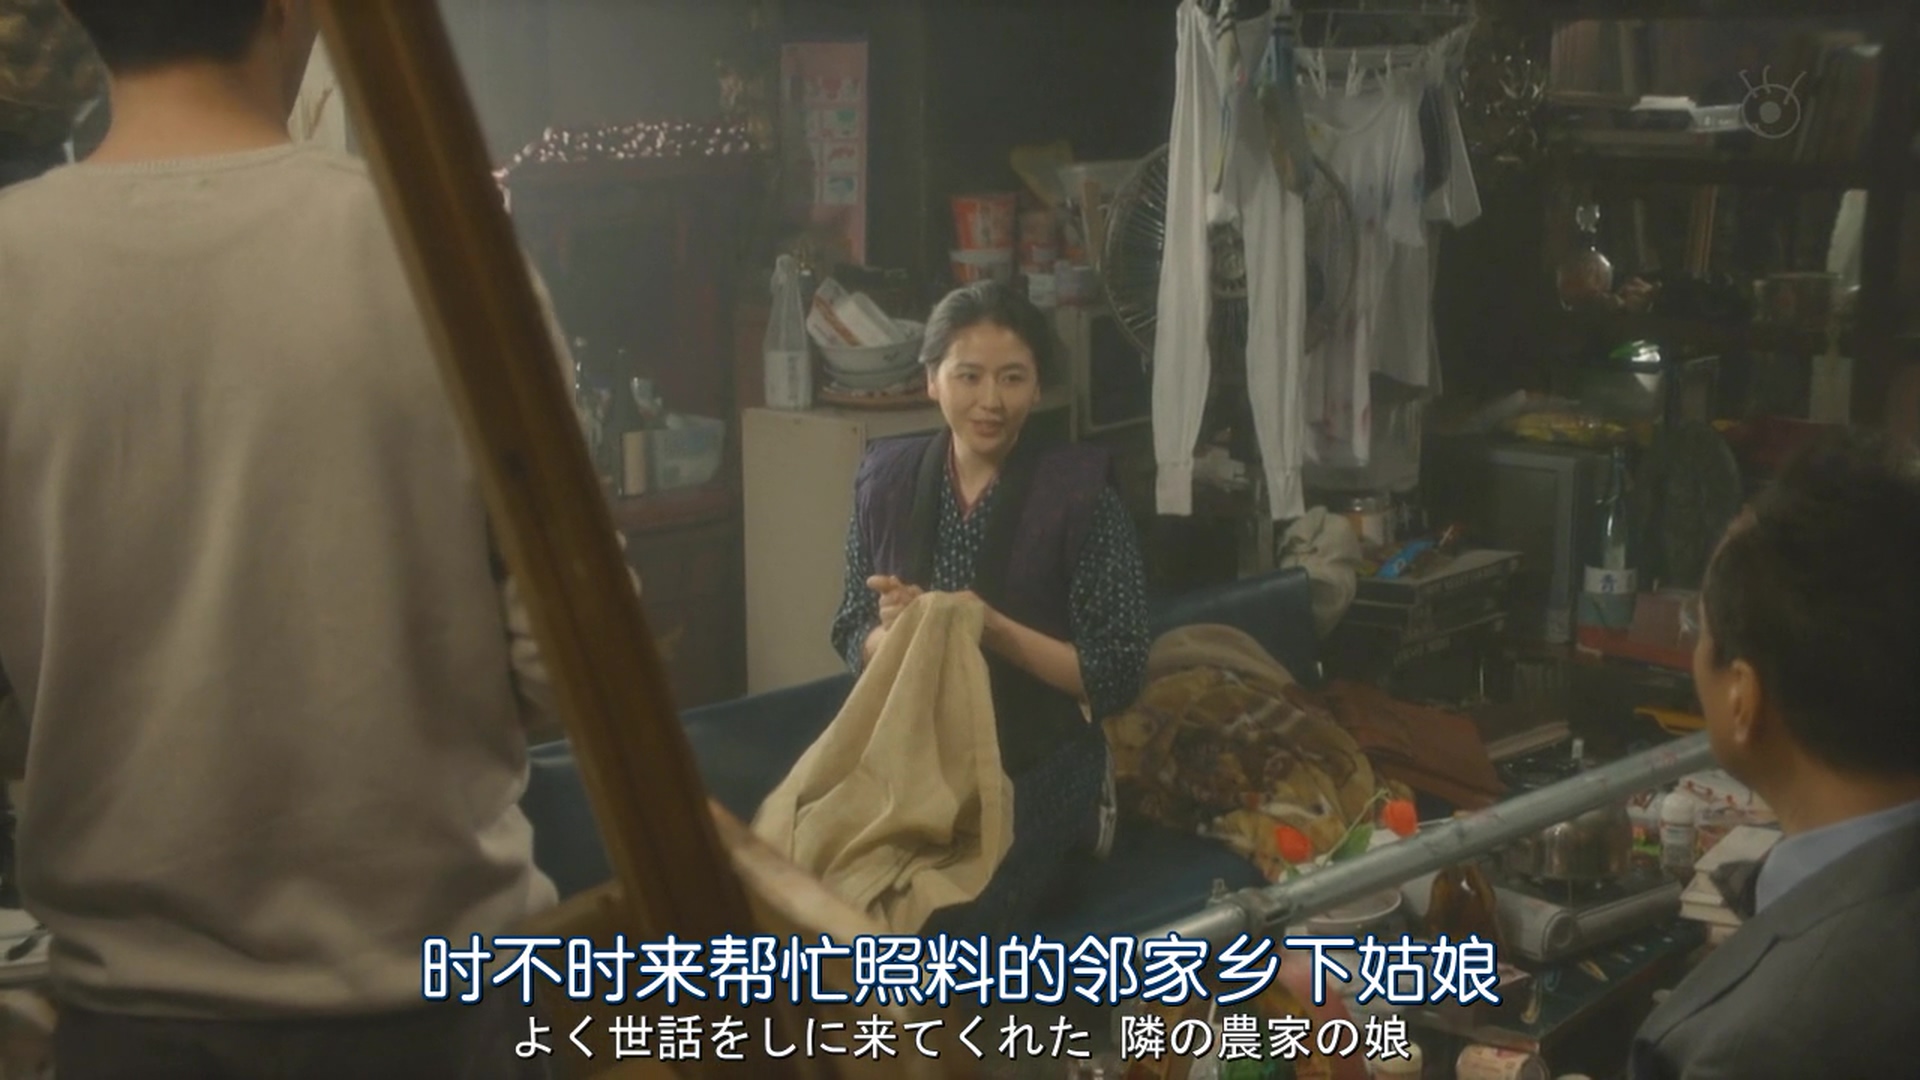 时不时来帮忙照料的邻家乡下姑娘
よく世話をしに来てくれた 隣の農家の娘